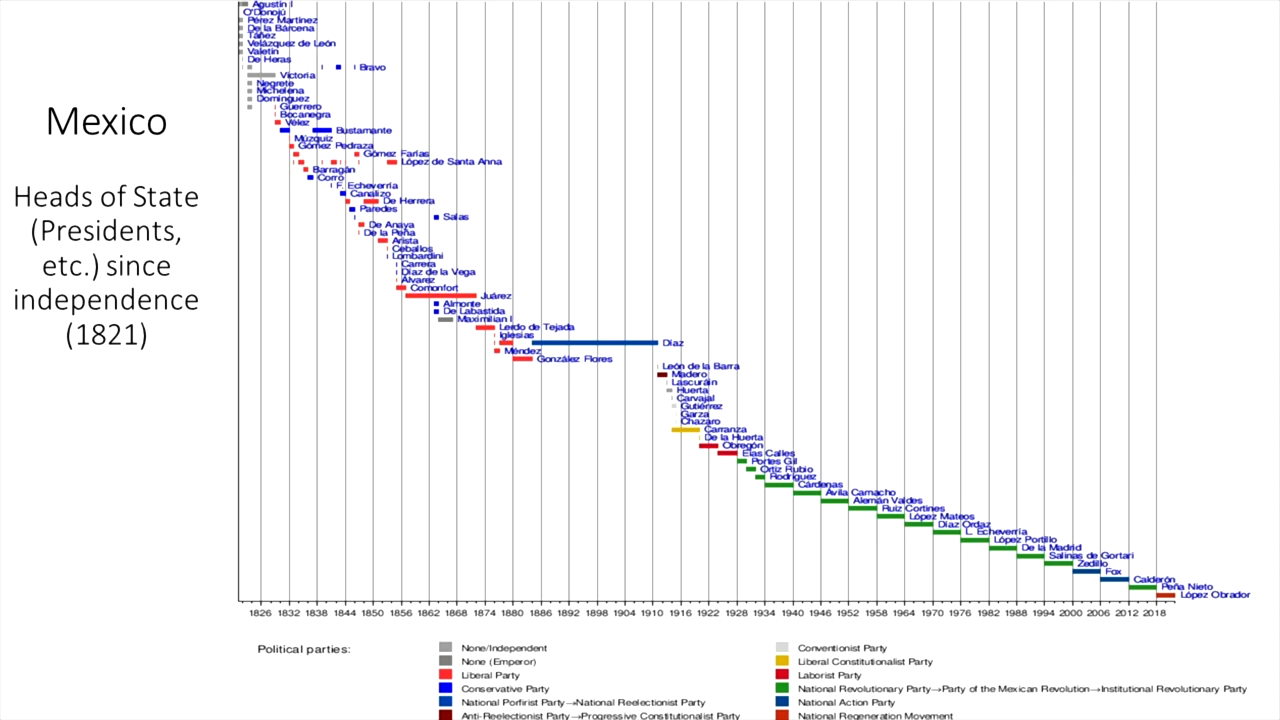 Mexico
Heads of State
(Presidents,
etc.) since
independence
(1821)
Agustín I
O'Donojú
Pérez Martínez
De la Bárcena
Táñez
Velázquez de León
Valetín
De Heras
Bravo
Victoria
Negrete
Michelena
Domínguez
Guerrero
Bocanegra
Vélez
Bustamante
Múzquiz
Gómez Pedraza
Gómez Farías
López de Santa Anna
Barragán
Corro
F. Echeverría
Canalizo
De Herrera
Paredes
Salas
De Anaya
De la Peña
Arista
Ceballos
Lombardini
Carrera
Díaz de la Vega
Álvarez
Comonfort
Juárez
Almonte
De Labastida
Maximilian I
Lerdo de Tejada
Iglésias
Díaz
Méndez
González Flores
León de la Barra
Madero
Lascuráin
Huerta
Carvajal
Gutiérrez
Garza
Chazaro
Carranza
De la Huerta
Obregón
Elías Calles
Portes Gil
Ortiz Rubio
Rodríguez
Cárdenas
Ávila Camacho
Alemán Valdes
Ruiz Cortines
López Mateos
Díaz Ordaz
L. Echeverría
López Portillo
De la Madrid
Salinas de Gortari
Zedillo
Fox
Calderón
Peña Nieto
López Obrador
1826 1832 1838 1844 1850 1856 1862 1868 1874 1880 1886 1892 1898 1904 1910 1916 1922 1928 1934 1940 1946 1952 1958 1964 1970 1976 1982 1988 1994 2000 2006 2012 2018
Political parties:
None/Independent
None (Emperor)
Liberal Party
Conservative Party
National Porfirist Party→National Reelectionist Party
Anti-Reelectionist Party→Progressive Constitutionalist Party
Conventionist Party
Liberal Constitutionalist Party
Laborist Party
National Revolutionary Party→Party of the Mexican Revolution→Institutional Revolutionary Party
National Action Party
National Regeneration Movement